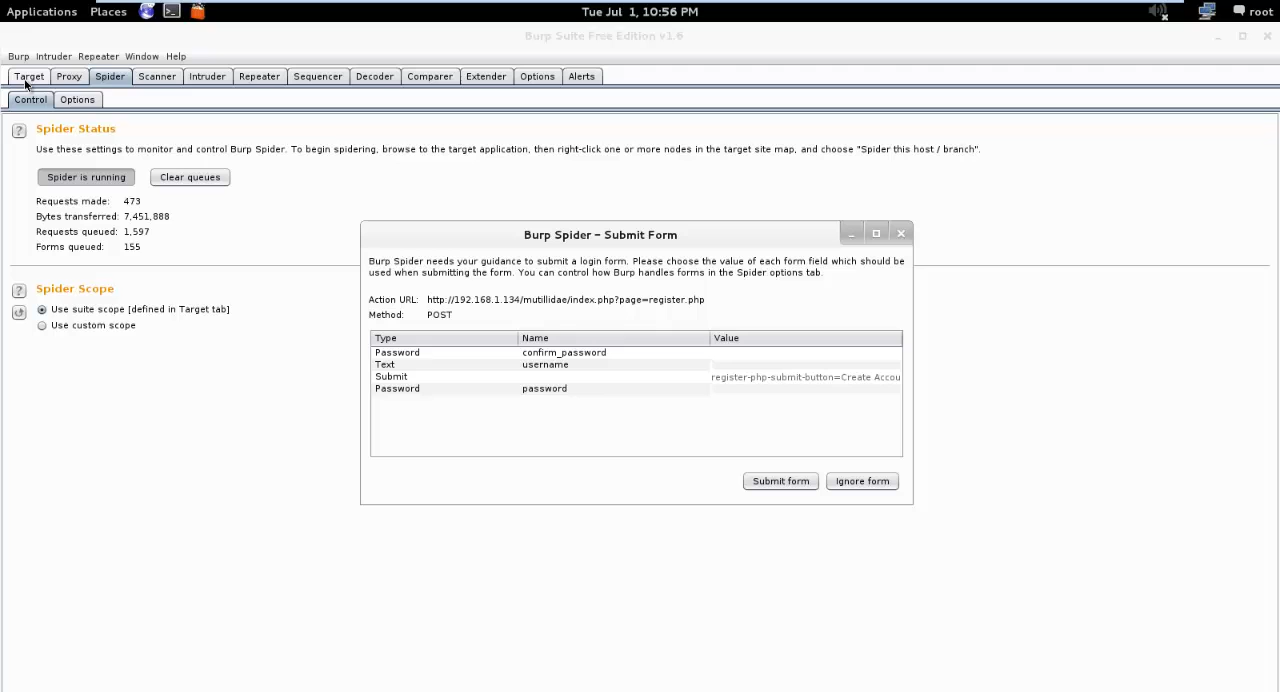 Applications Places Tue Jul 1, 10:56 PM root
Burp Suite Free Edition v1.6
Burp Intruder Repeater Window Help
Target Proxy Spider Scanner Intruder Repeater Sequencer Decoder Comparer Extender Options Alerts
Control Options
? Spider Status
Use these settings to monitor and control Burp Spider. To begin spidering, browse to the target application, then right-click one or more nodes in the target site map, and choose "Spider this host / branch".
Spider is running Clear queues
Requests made: 473
Bytes transferred: 7,451,888
Requests queued: 1,597
Forms queued: 155
? Spider Scope
Use suite scope [defined in Target tab]
Use custom scope
Burp Spider – Submit Form
Burp Spider needs your guidance to submit a login form. Please choose the value of each form field which should be
used when submitting the form. You can control how Burp handles forms in the Spider options tab.
Action URL: http://192.168.1.134/mutillidae/index.php?page=register.php
Method: POST
Type Name Value
Password confirm_password
Text username
Submit register-php-submit-button=Create Accou
Password password
Submit form Ignore form